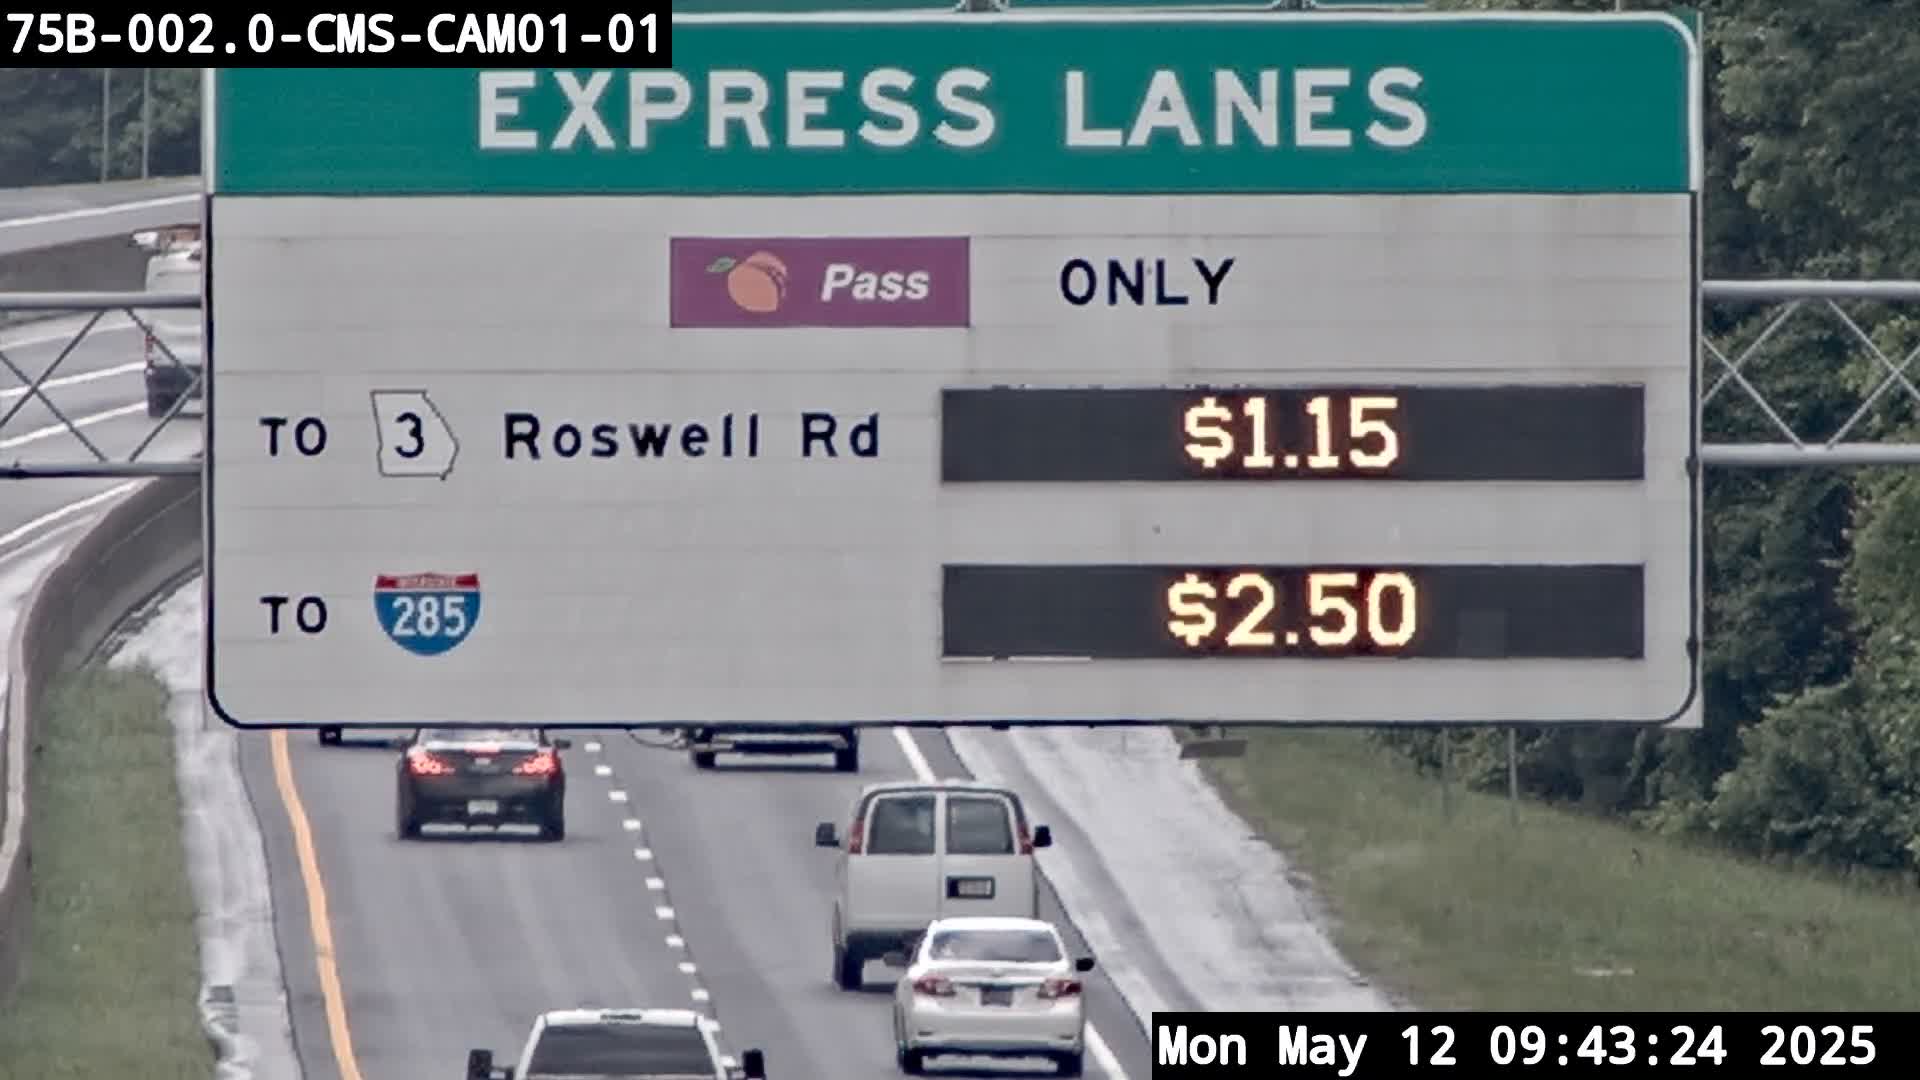 75B-002.0-CMS-CAM01-01
EXPRESS LANES
Pass ONLY
TO 3 Roswell Rd $1.15
TO 285 $2.50
Mon May 12 09:43:24 2025